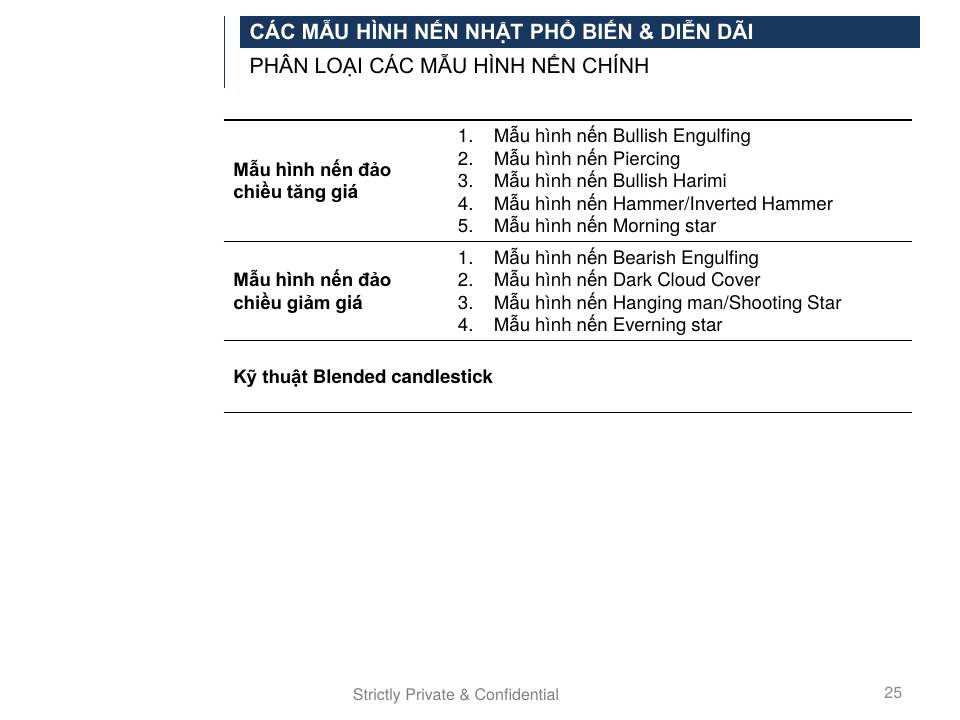 CÁC MẪU HÌNH NẾN NHẬT PHỔ BIẾN & DIỄN DÃI
PHÂN LOẠI CÁC MẪU HÌNH NẾN CHÍNH
Mẫu hình nến đảo
chiều tăng giá
1. Mẫu hình nến Bullish Engulfing
2. Mẫu hình nến Piercing
3. Mẫu hình nến Bullish Harimi
4. Mẫu hình nến Hammer/Inverted Hammer
5. Mẫu hình nến Morning star
Mẫu hình nến đảo
chiều giảm giá
1. Mẫu hình nến Bearish Engulfing
2. Mẫu hình nến Dark Cloud Cover
3. Mẫu hình nến Hanging man/Shooting Star
4. Mẫu hình nến Everning star
Kỹ thuật Blended candlestick
Strictly Private & Confidential
25